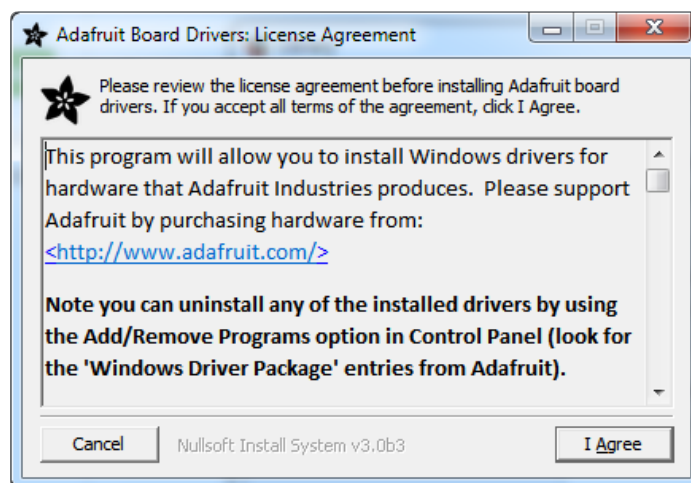 Adafruit Board Drivers: License Agreement
Please review the license agreement before installing Adafruit board
drivers. If you accept all terms of the agreement, click I Agree.
This program will allow you to install Windows drivers for
hardware that Adafruit Industries produces.  Please support
Adafruit by purchasing hardware from:
<http://www.adafruit.com/>
Note you can uninstall any of the installed drivers by using
the Add/Remove Programs option in Control Panel (look for
the 'Windows Driver Package' entries from Adafruit).
Cancel
Nullsoft Install System v3.0b3
I Agree